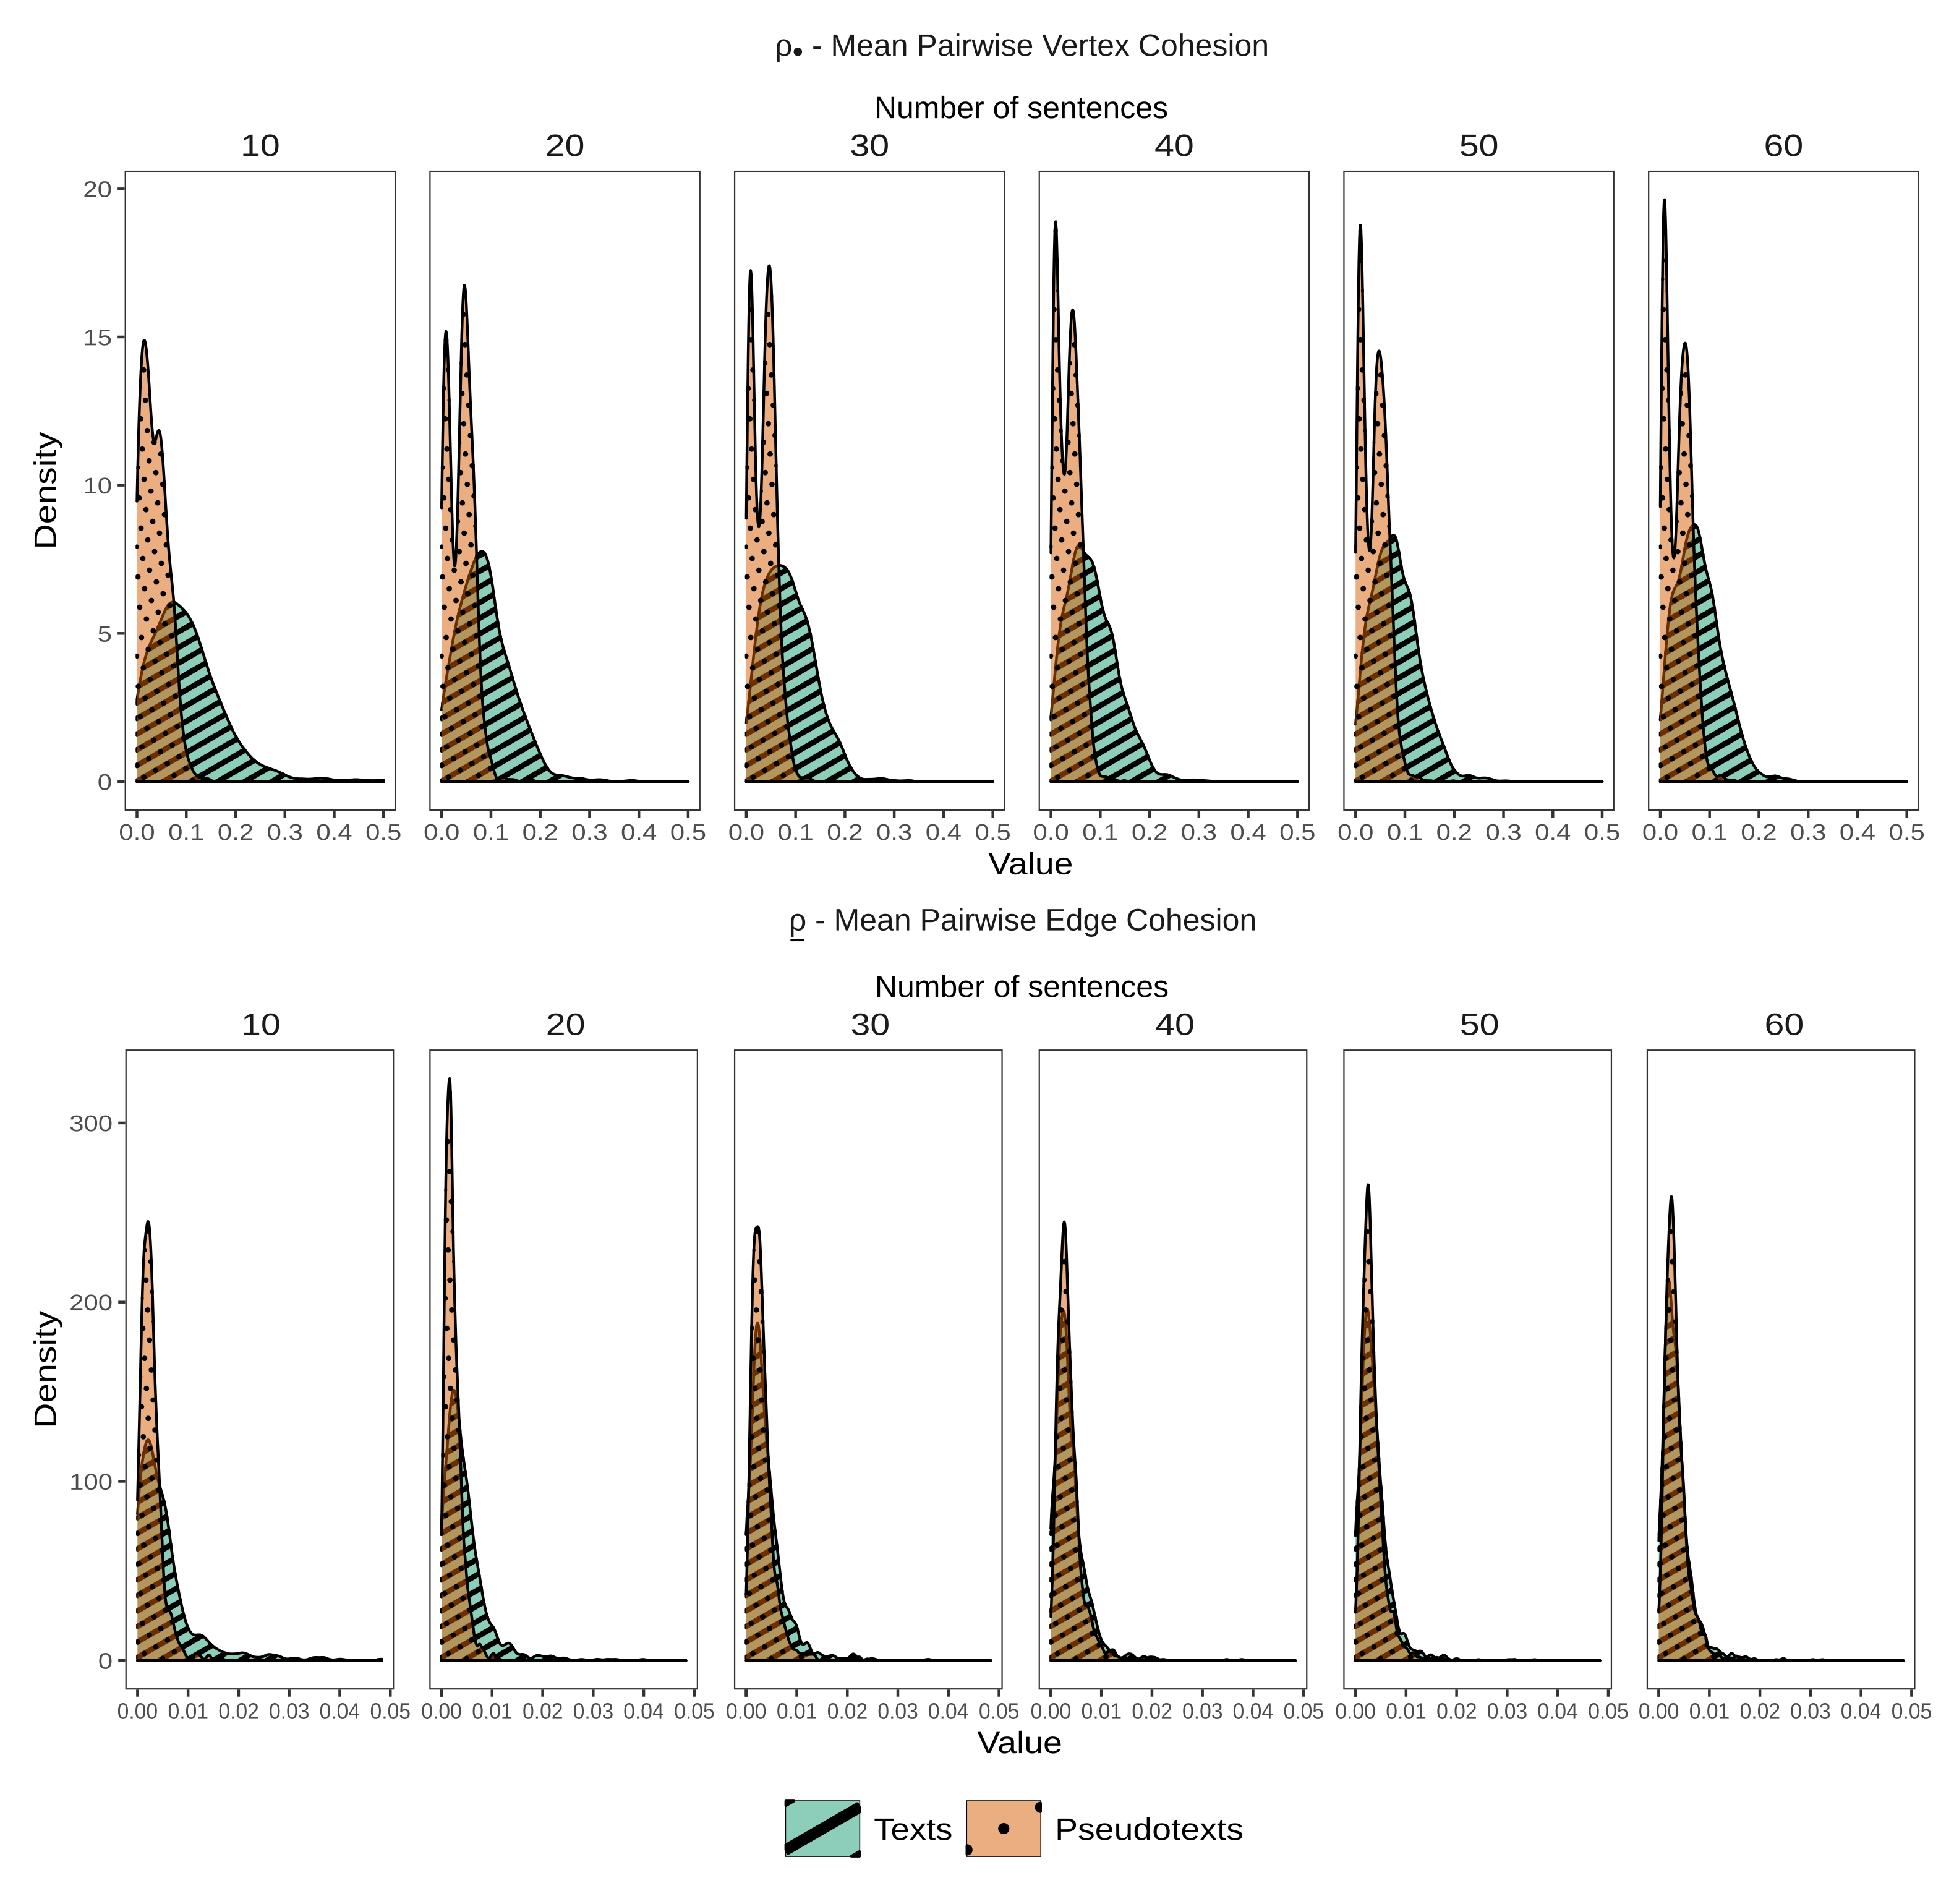 ρ• - Mean Pairwise Vertex Cohesion
Number of sentences
10 20 30 40 50 60
20
15
10
5
0
Density
0.0 0.1 0.2 0.3 0.4 0.5 0.0 0.1 0.2 0.3 0.4 0.5 0.0 0.1 0.2 0.3 0.4 0.5 0.0 0.1 0.2 0.3 0.4 0.5 0.0 0.1 0.2 0.3 0.4 0.5 0.0 0.1 0.2 0.3 0.4 0.5
Value
ρ̲ - Mean Pairwise Edge Cohesion
Number of sentences
10 20 30 40 50 60
300
200
100
0
Density
0.00 0.01 0.02 0.03 0.04 0.05 0.00 0.01 0.02 0.03 0.04 0.05 0.00 0.01 0.02 0.03 0.04 0.05 0.00 0.01 0.02 0.03 0.04 0.05 0.00 0.01 0.02 0.03 0.04 0.05 0.00 0.01 0.02 0.03 0.04 0.05
Value
Texts Pseudotexts